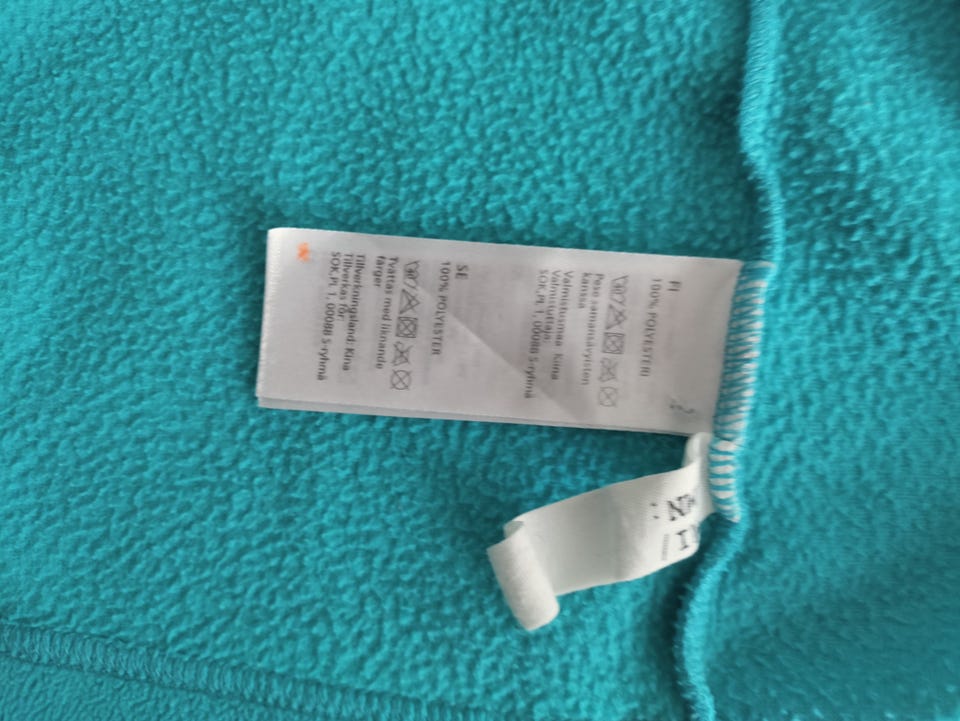 FI
100% POLYESTERI
Pese samansävyisten
kanssa
Valmistusmaa: Kiina
Valmistuttaja:
SOK,PL 1, 00088 S-ryhmä
SE
100% POLYESTER
Tvättas med liknande
färger
Tillverkningsland: Kina
Tillverkas för
SOK,PL 1, 00088 S-ryhmä
N:
I